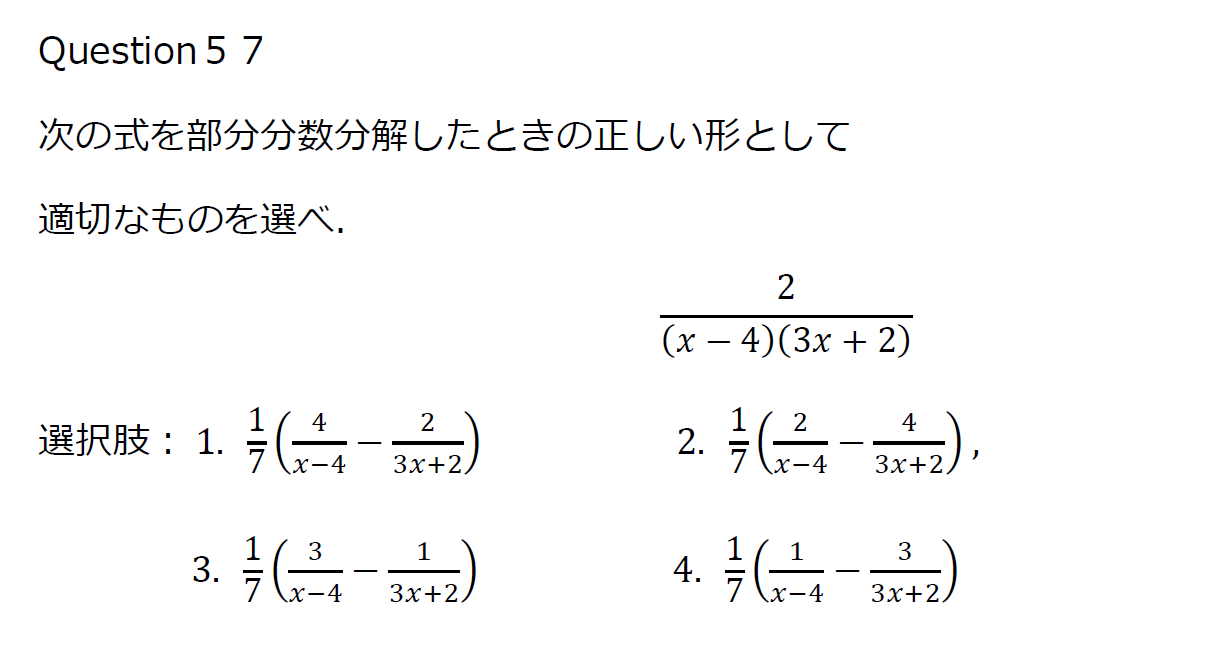 Question５７
次の式を部分分数分解したときの正しい形として
適切なものを選べ.
$\frac{2}{(x-4)(3x+2)}$
選択肢： 1. $\frac{1}{7}\left(\frac{4}{x-4}-\frac{2}{3x+2}\right)$ 2. $\frac{1}{7}\left(\frac{2}{x-4}-\frac{4}{3x+2}\right)$ ,
3. $\frac{1}{7}\left(\frac{3}{x-4}-\frac{1}{3x+2}\right)$ 4. $\frac{1}{7}\left(\frac{1}{x-4}-\frac{3}{3x+2}\right)$